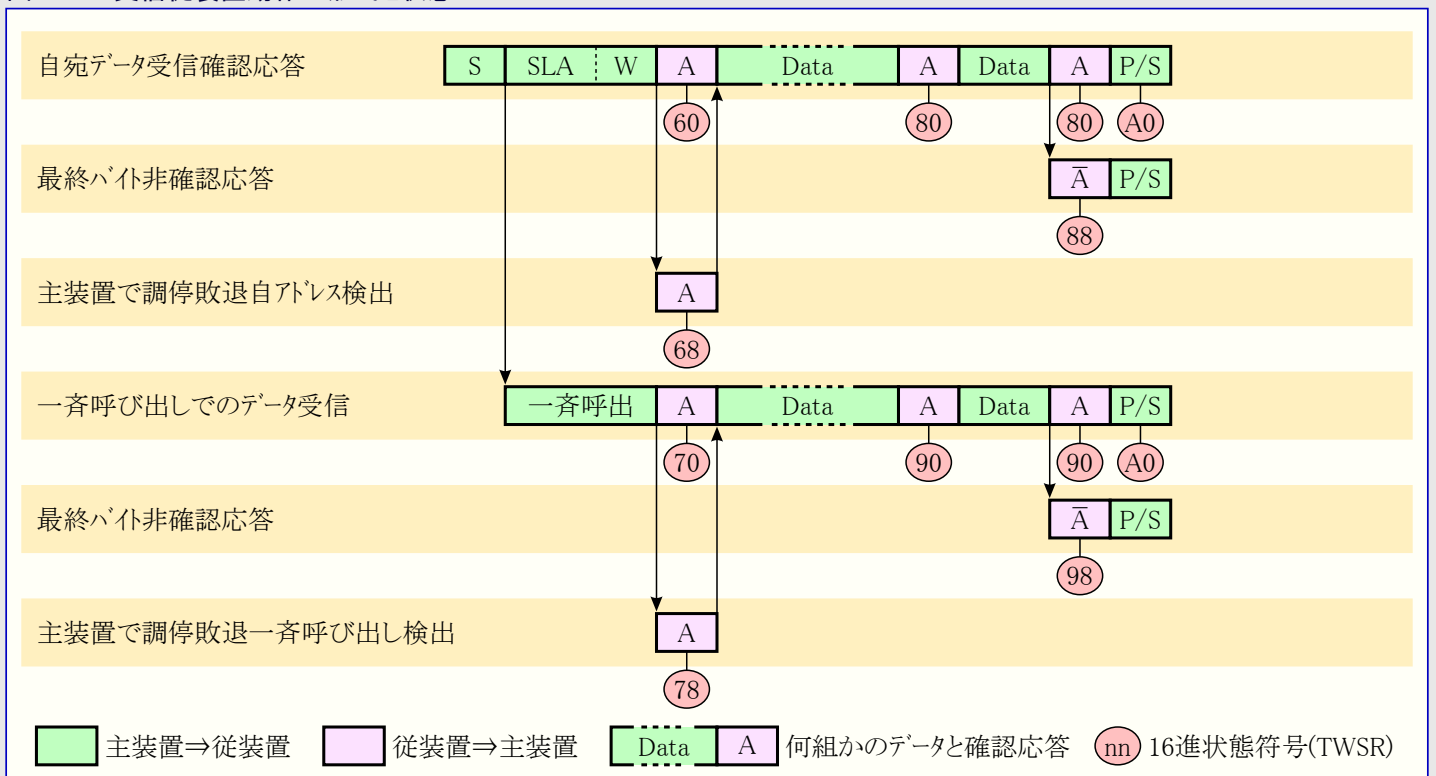 自宛データ受信確認応答 S SLA W A Data A Data A P/S
60 80 80 A0
最終バイト非確認応答 A̅ P/S
88
主装置で調停敗退自アドレス検出 A
68
一斉呼び出しでのデータ受信 一斉呼出 A Data A Data A P/S
70 90 90 A0
最終バイト非確認応答 A̅ P/S
98
主装置で調停敗退一斉呼び出し検出 A
78
主装置⇒従装置 従装置⇒主装置 Data A 何組かのデータと確認応答 nn 16進状態符号(TWSR)